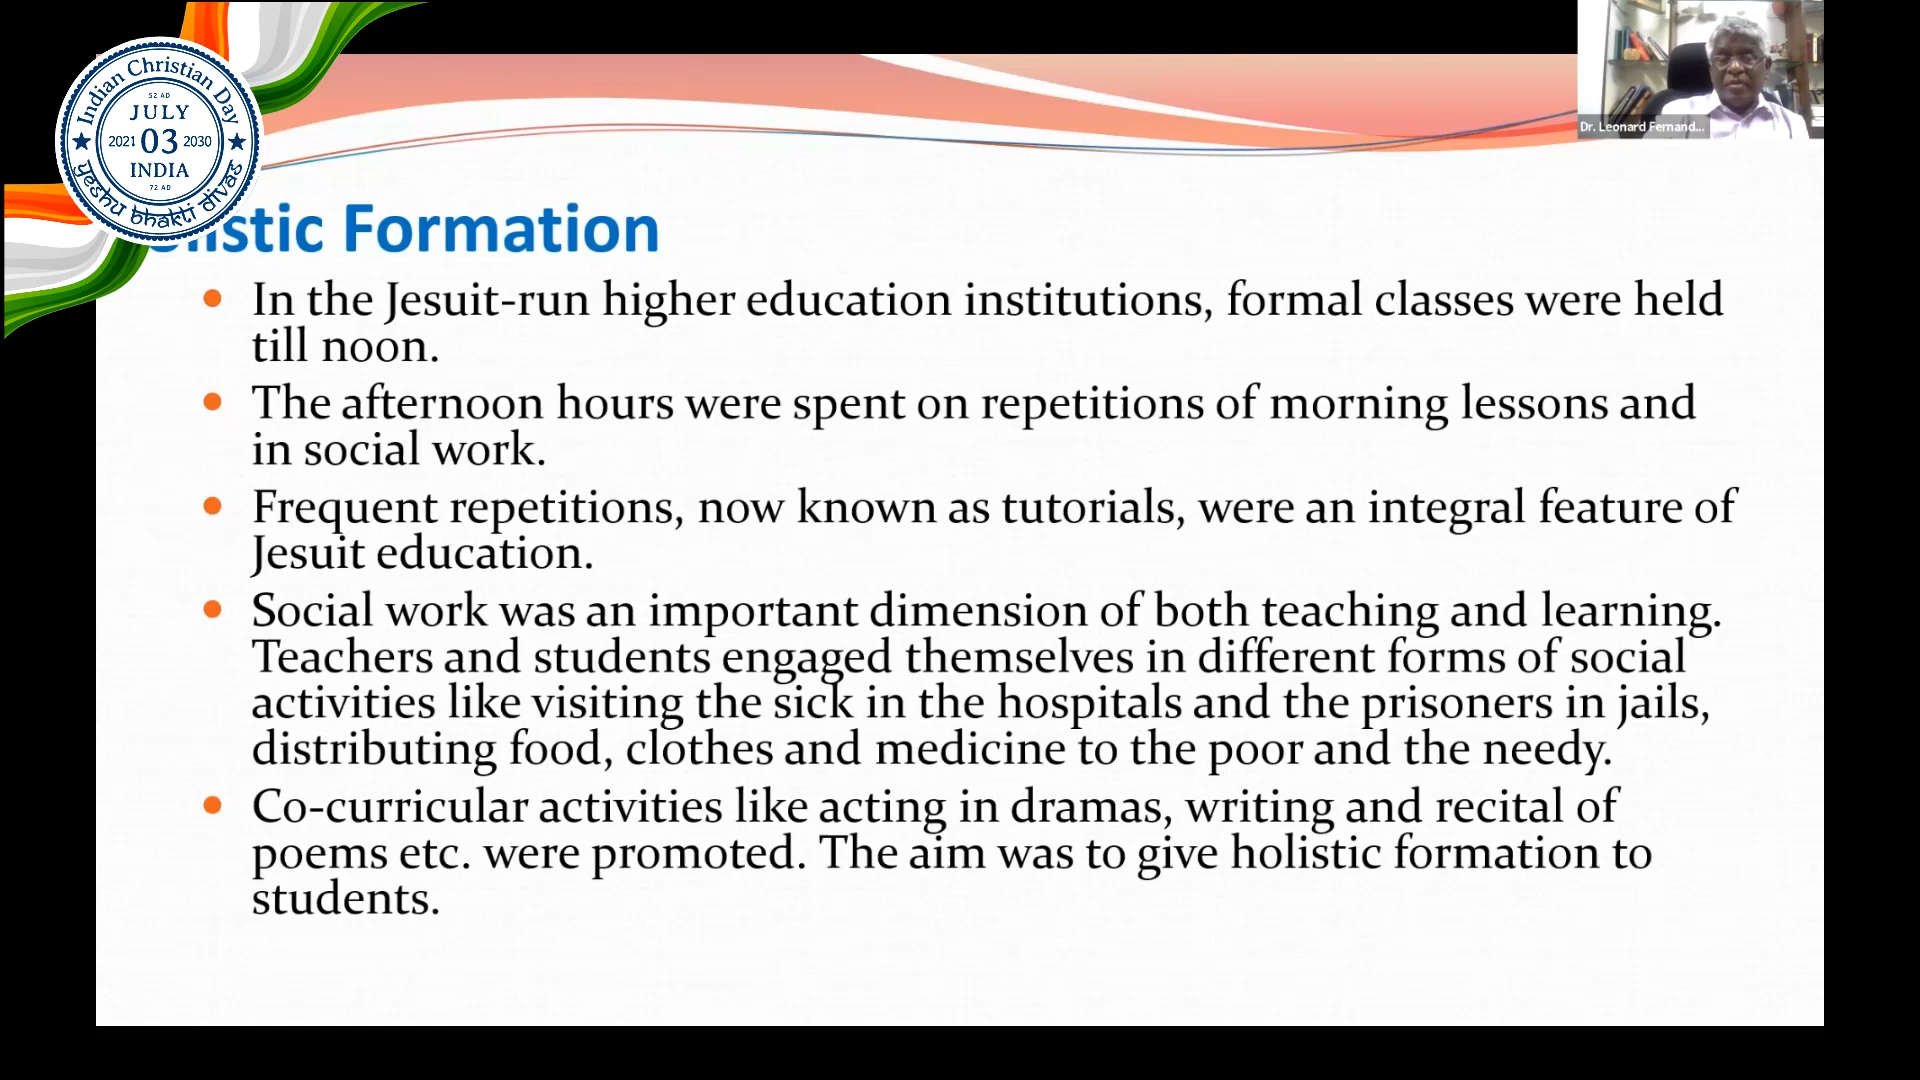 Indian Christian Day
52 AD
JULY
2021 03 2030
INDIA
72 AD
yeshu bhakti divas
Dr. Leonard Fernand...
listic Formation
In the Jesuit-run higher education institutions, formal classes were held
till noon.
The afternoon hours were spent on repetitions of morning lessons and
in social work.
Frequent repetitions, now known as tutorials, were an integral feature of
Jesuit education.
Social work was an important dimension of both teaching and learning.
Teachers and students engaged themselves in different forms of social
activities like visiting the sick in the hospitals and the prisoners in jails,
distributing food, clothes and medicine to the poor and the needy.
Co-curricular activities like acting in dramas, writing and recital of
poems etc. were promoted. The aim was to give holistic formation to
students.